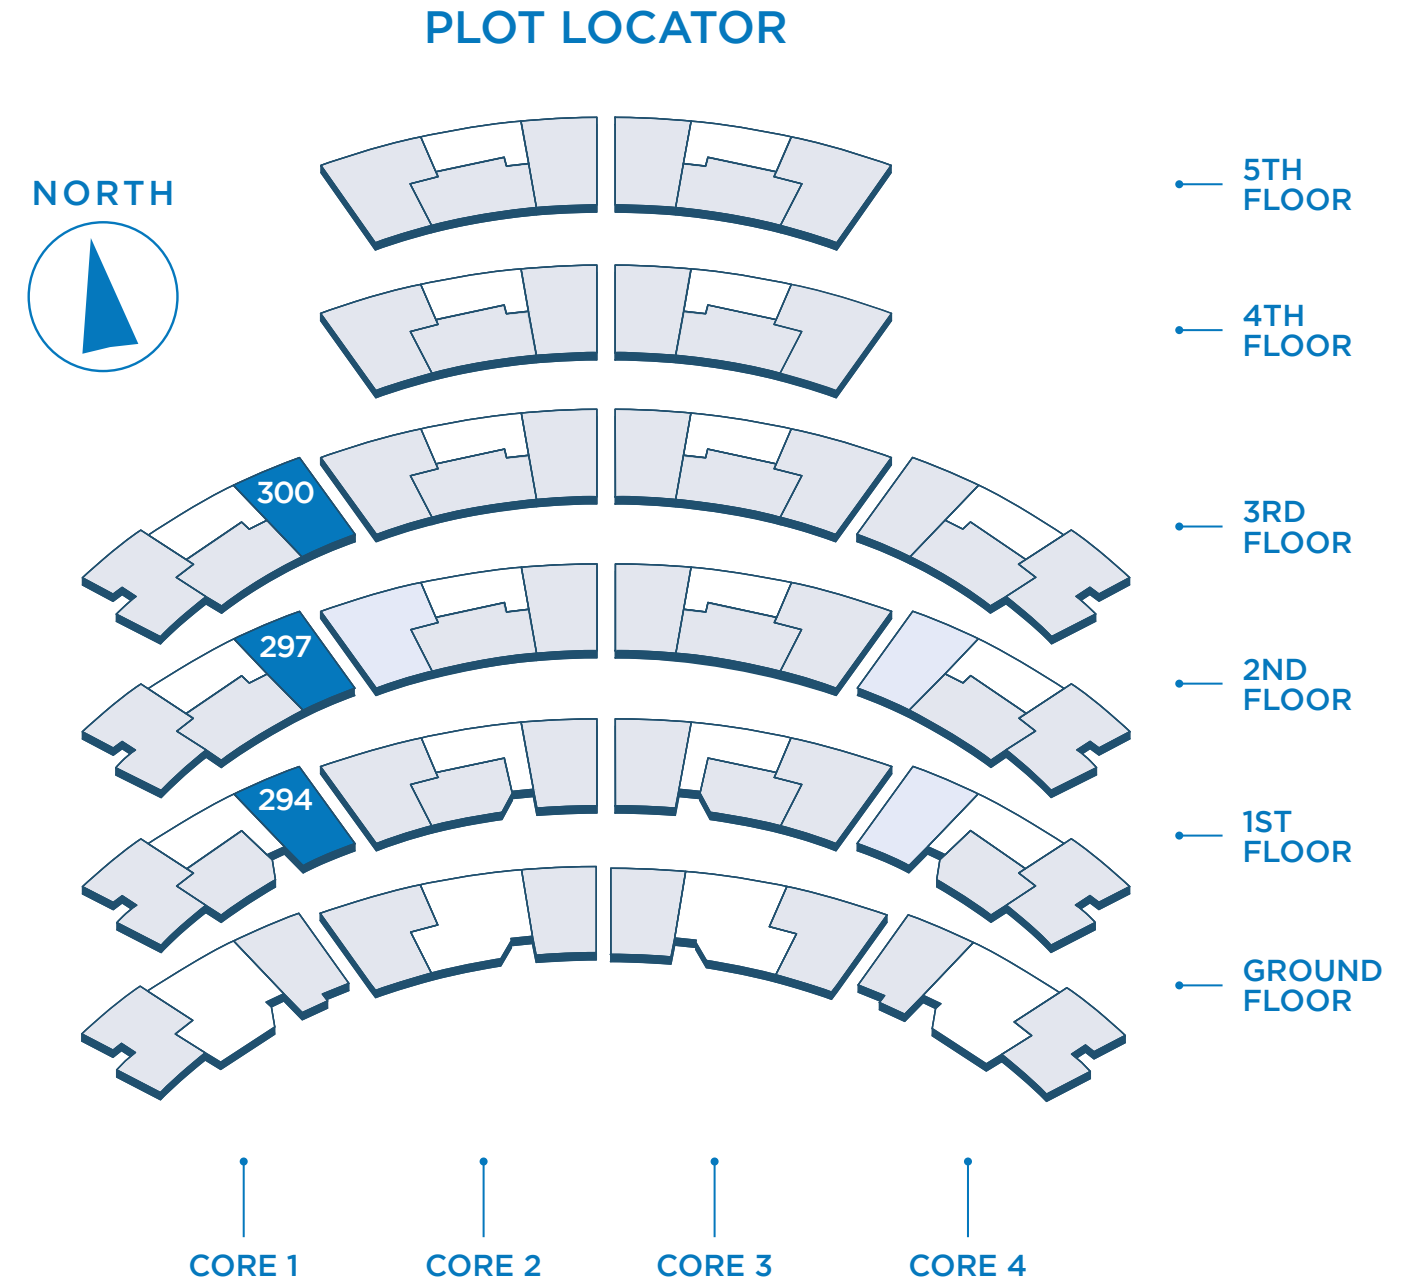 PLOT LOCATOR
NORTH
5TH
FLOOR
4TH
FLOOR
300
3RD
FLOOR
297
2ND
FLOOR
294
1ST
FLOOR
GROUND
FLOOR
CORE 1
CORE 2
CORE 3
CORE 4